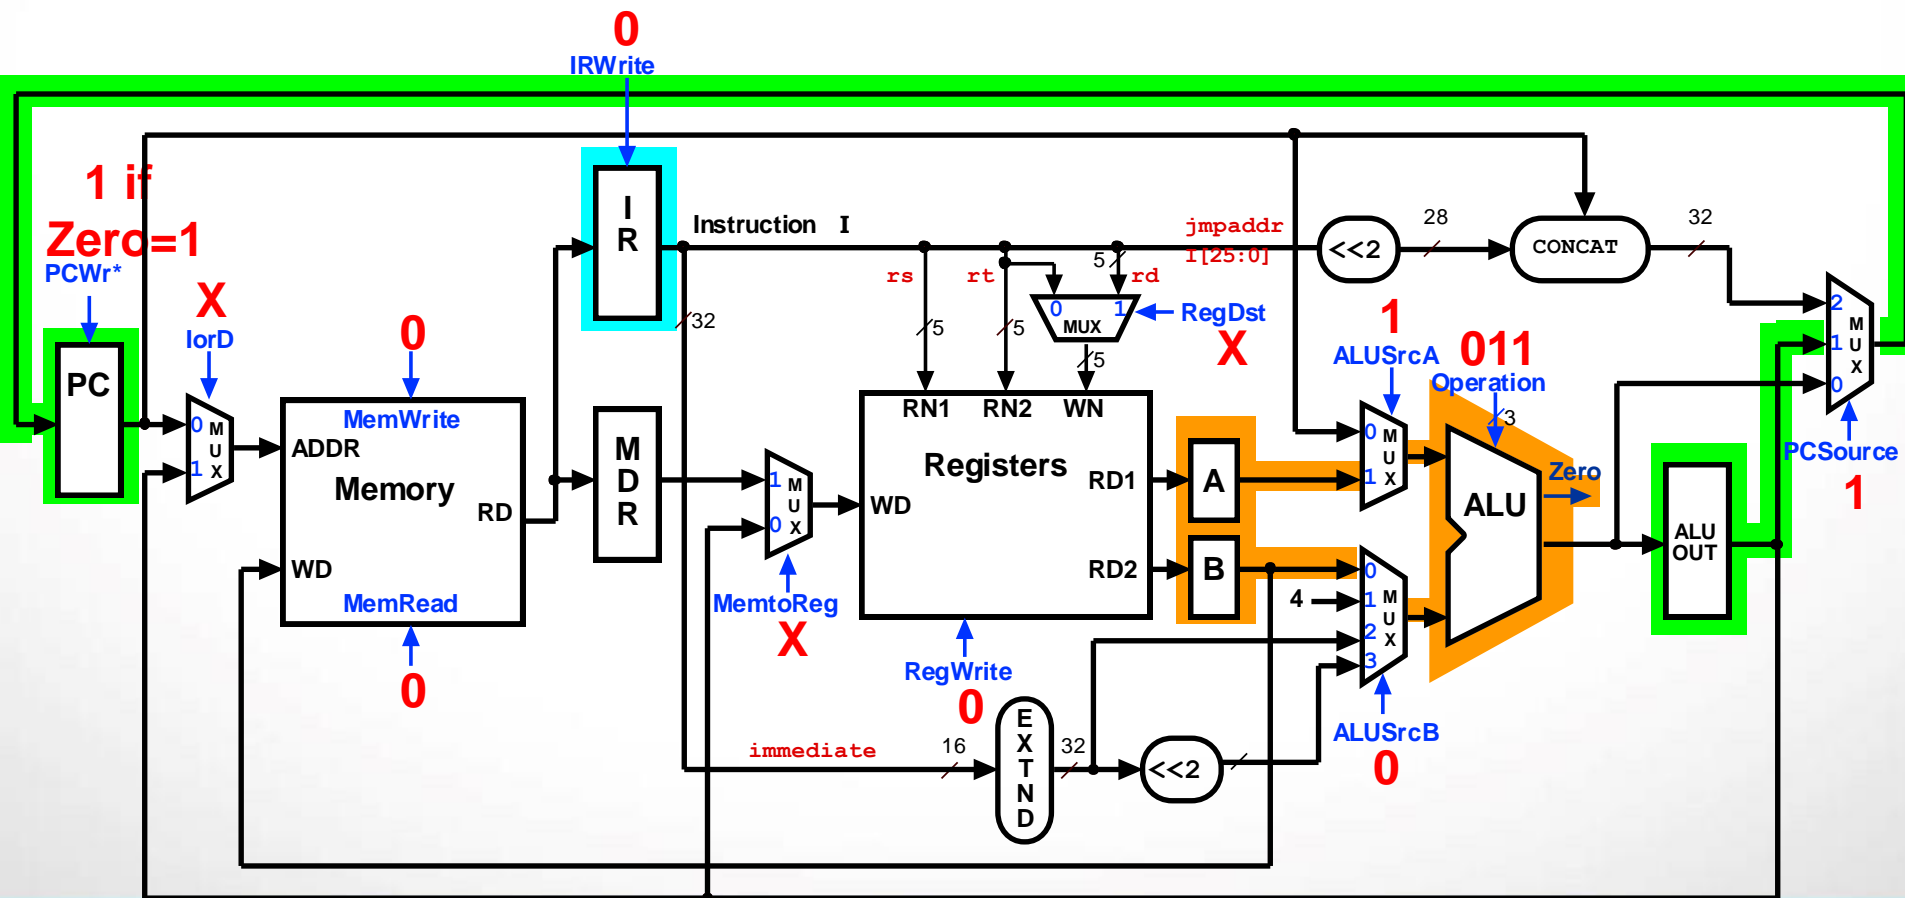 0
IRWrite
1 if
Zero=1
PCWr*
X
IorD
0
MemWrite
I
R
Instruction I
jmpaddr
I[25:0]
<<2
28
CONCAT
32
rs
rt
5
rd
0
1
MUX
RegDst
X
32
5
5
5
1
ALUSrcA
011
Operation
3
2
1
0
M
U
X
PCSource
1
PC
0
1
M
U
X
ADDR
Memory
RD
WD
MemRead
0
M
D
R
1
0
M
U
X
MemtoReg
X
RN1
RN2
WN
Registers
RD1
WD
RD2
RegWrite
0
A
B
0
1
M
U
X
4
0
1
2
3
M
U
X
ALUSrcB
0
Zero
ALU
ALU
OUT
immediate
16
E
X
T
N
D
32
<<2